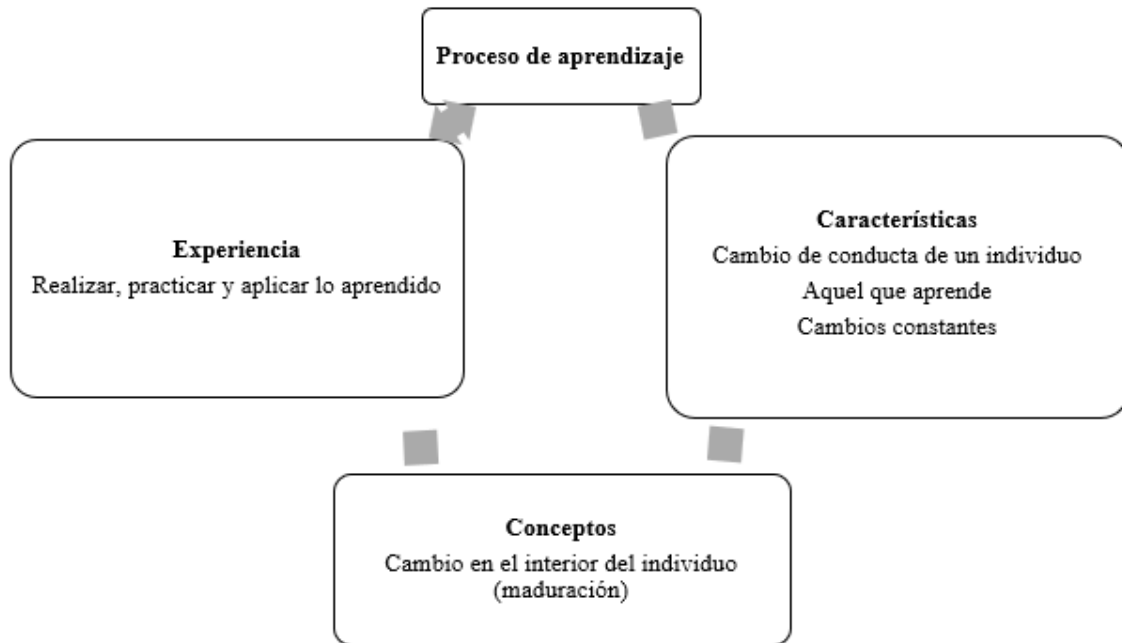 Proceso de aprendizaje
Experiencia
Realizar, practicar y aplicar lo aprendido
Característificas
Cambio de conducta de un individuo
Aquel que aprende
Cambios constantes
Conceptos
Cambio en el interior del individuo
(maduración)